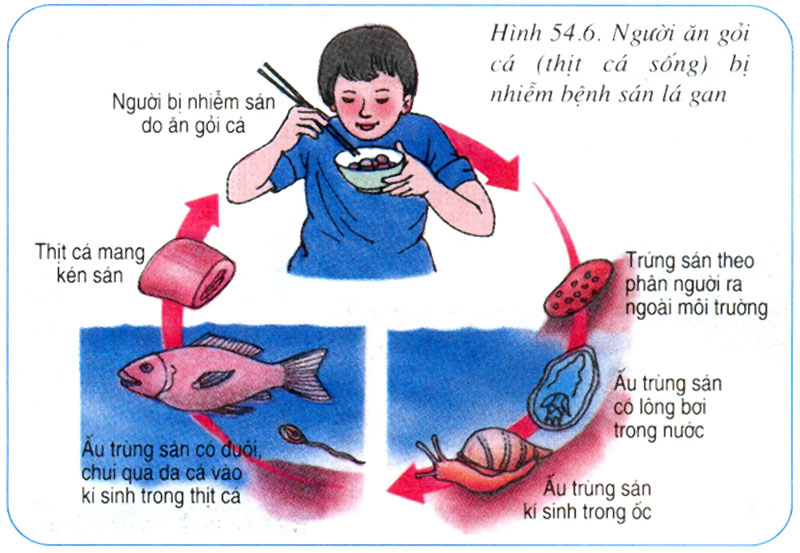 Hình 54.6. Người ăn gỏi
cá (thịt cá sống) bị
nhiễm bệnh sán lá gan
Người bị nhiễm sán
do ăn gỏi cá
Trứng sán theo
phân người ra
ngoài môi trường
Ấu trùng sán
có lông bơi
trong nước
Ấu trùng sán
kí sinh trong ốc
Ấu trùng sán có đuôi,
chui qua da cá vào
kí sinh trong thịt cá
Thịt cá mang
kén sán